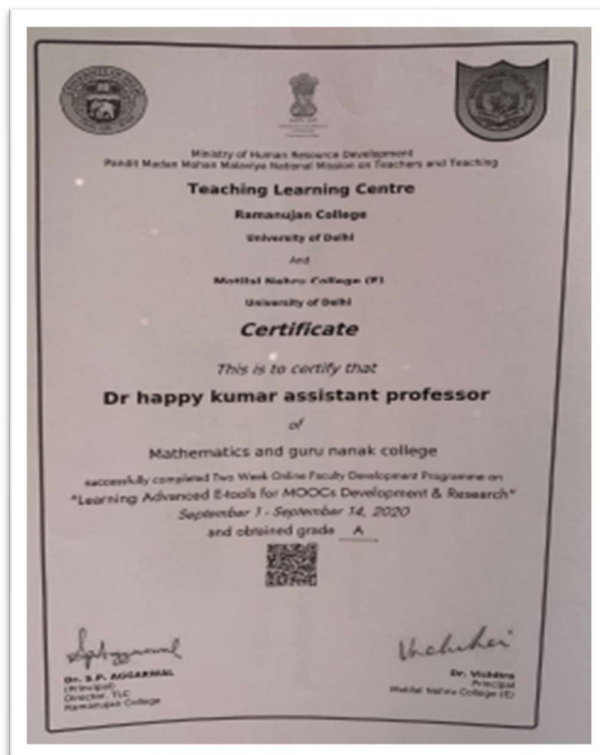 Ministry of Human Resource Development
Pandit Madan Mohan Malaviya National Mission on Teachers and Teaching
Teaching Learning Centre
Ramanujan College
University of Delhi
And
Motilal Nehru College (E)
University of Delhi
Certificate
This is to certify that
Dr happy kumar assistant professor
of
Mathematics and guru nanak college
successfully completed Two Week Online Faculty Development Programme on
"Learning Advanced E-tools for MOOCs Development & Research"
September 1 - September 14, 2020
and obtained grade A
Dr. S.P. AGGARWAL
(Principal)
Director, TLC
Ramanujan College
Dr.
Principal
Motilal Nehru College (E)